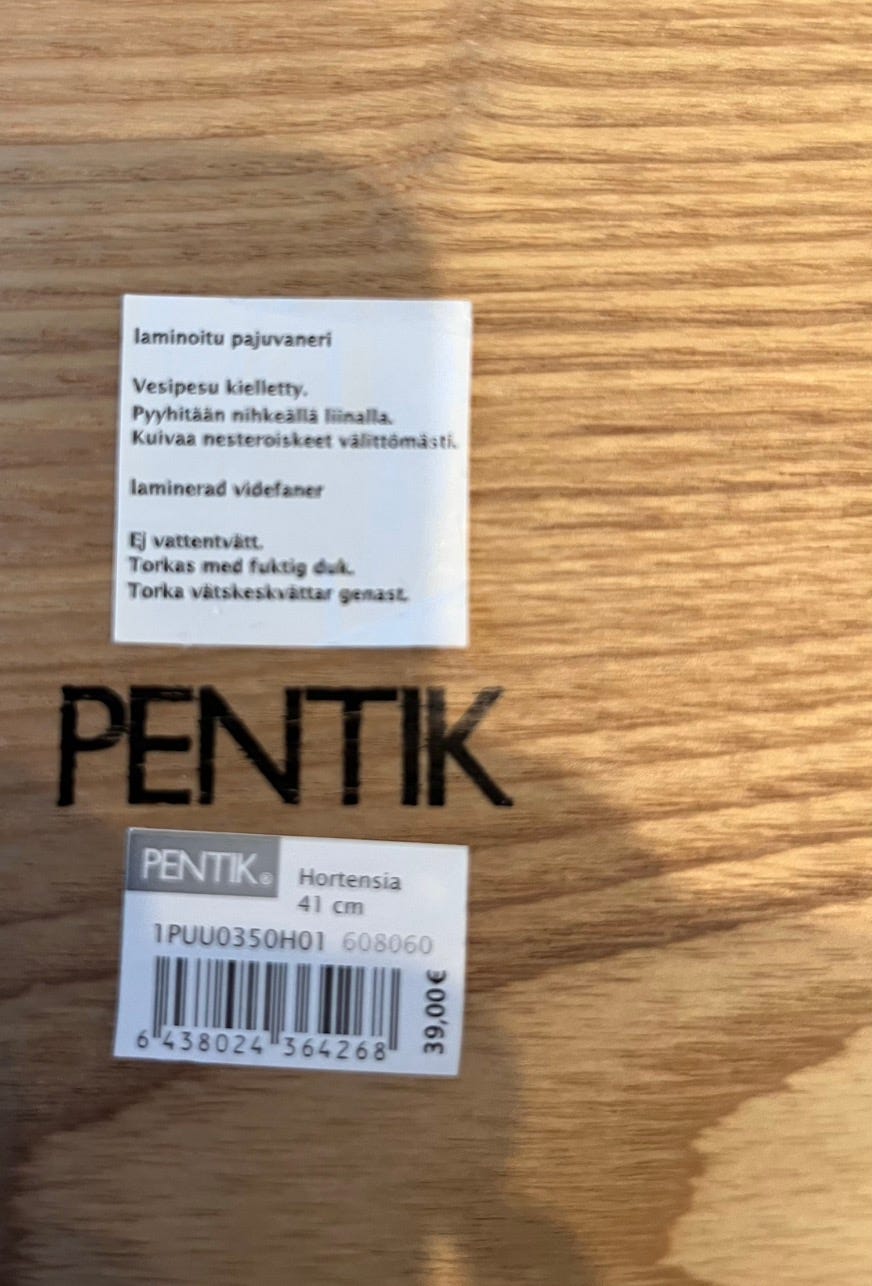 laminoitu pajuvaneri
Vesipesu kielletty.
Pyyhitään nihkeällä liinalla.
Kuivaa nesteroiskeet välittömästi.
laminerad videfaner
Ej vattentvätt.
Torkas med fuktig duk.
Torka vätskeskvättar genast.
PENTIK
PENTIK®
Hortensia
41 cm
1PUU0350H01 608060
6 438024 364268
39,00€